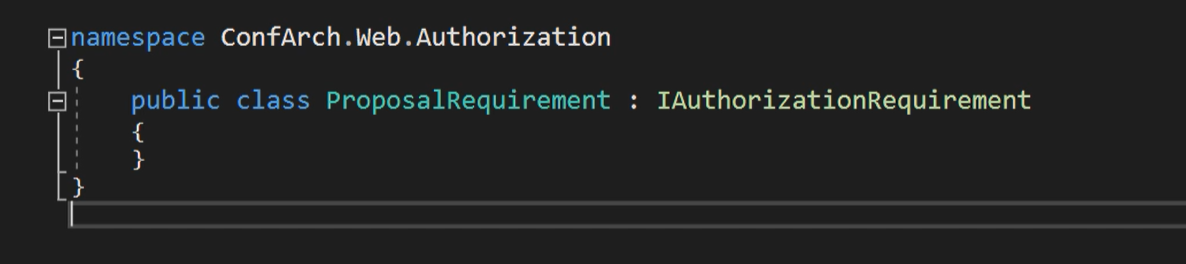 namespace ConfArch.Web.Authorization
{
    public class ProposalRequirement : IAuthorizationRequirement
    {
    }
}